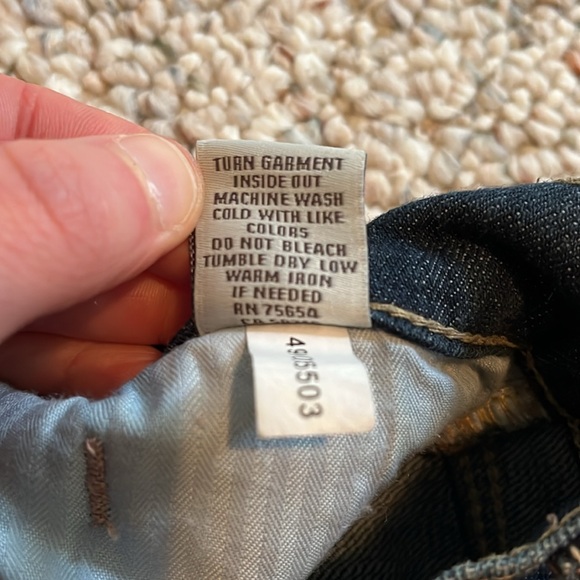 TURN GARMENT
INSIDE OUT
MACHINE WASH
COLD WITH LIKE
COLORS
DO NOT BLEACH
TUMBLE DRY LOW
WARM IRON
IF NEEDED
RN 75654